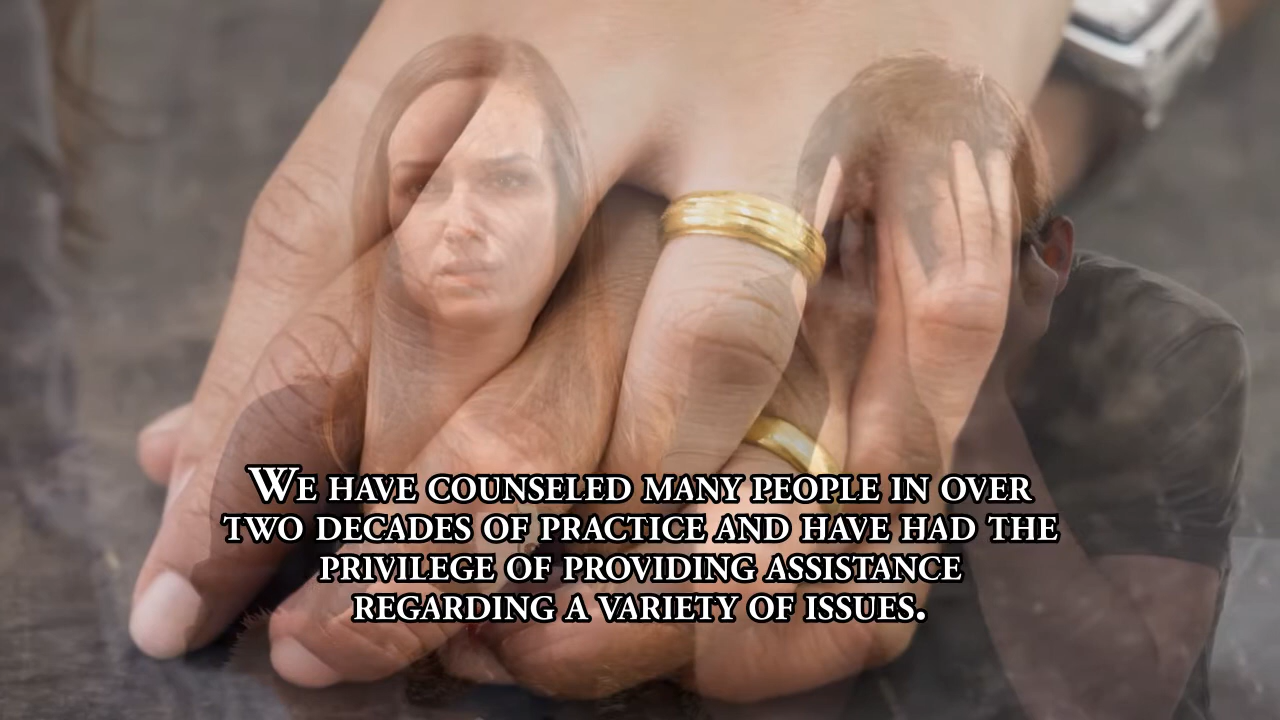 We have counseled many people in over
two decades of practice and have had the
privilege of providing assistance
regarding a variety of issues.